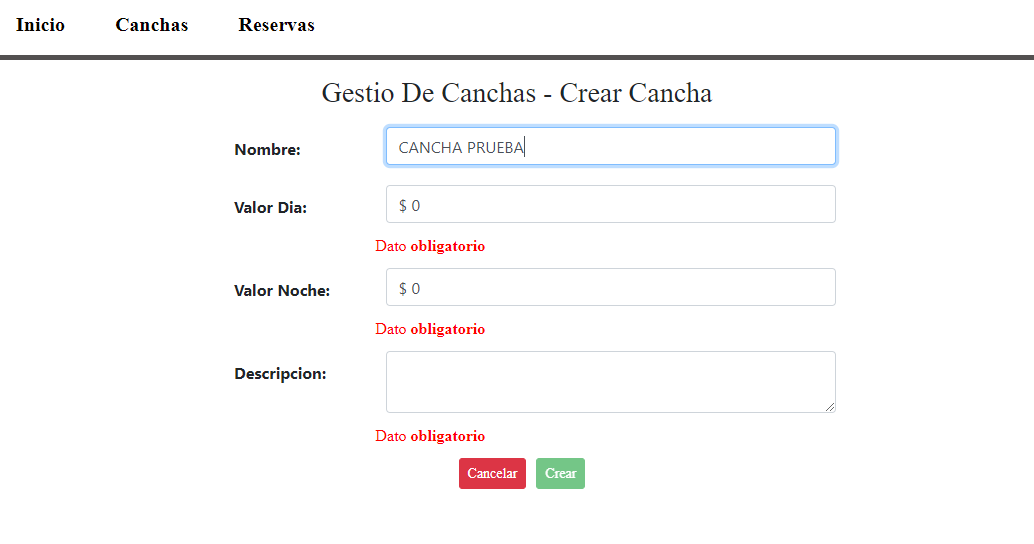 Inicio Canchas Reservas
Gestio De Canchas - Crear Cancha
Nombre: CANCHA PRUEBA
Valor Dia: $ 0
Dato obligatorio
Valor Noche: $ 0
Dato obligatorio
Descripcion:
Dato obligatorio
Cancelar Crear